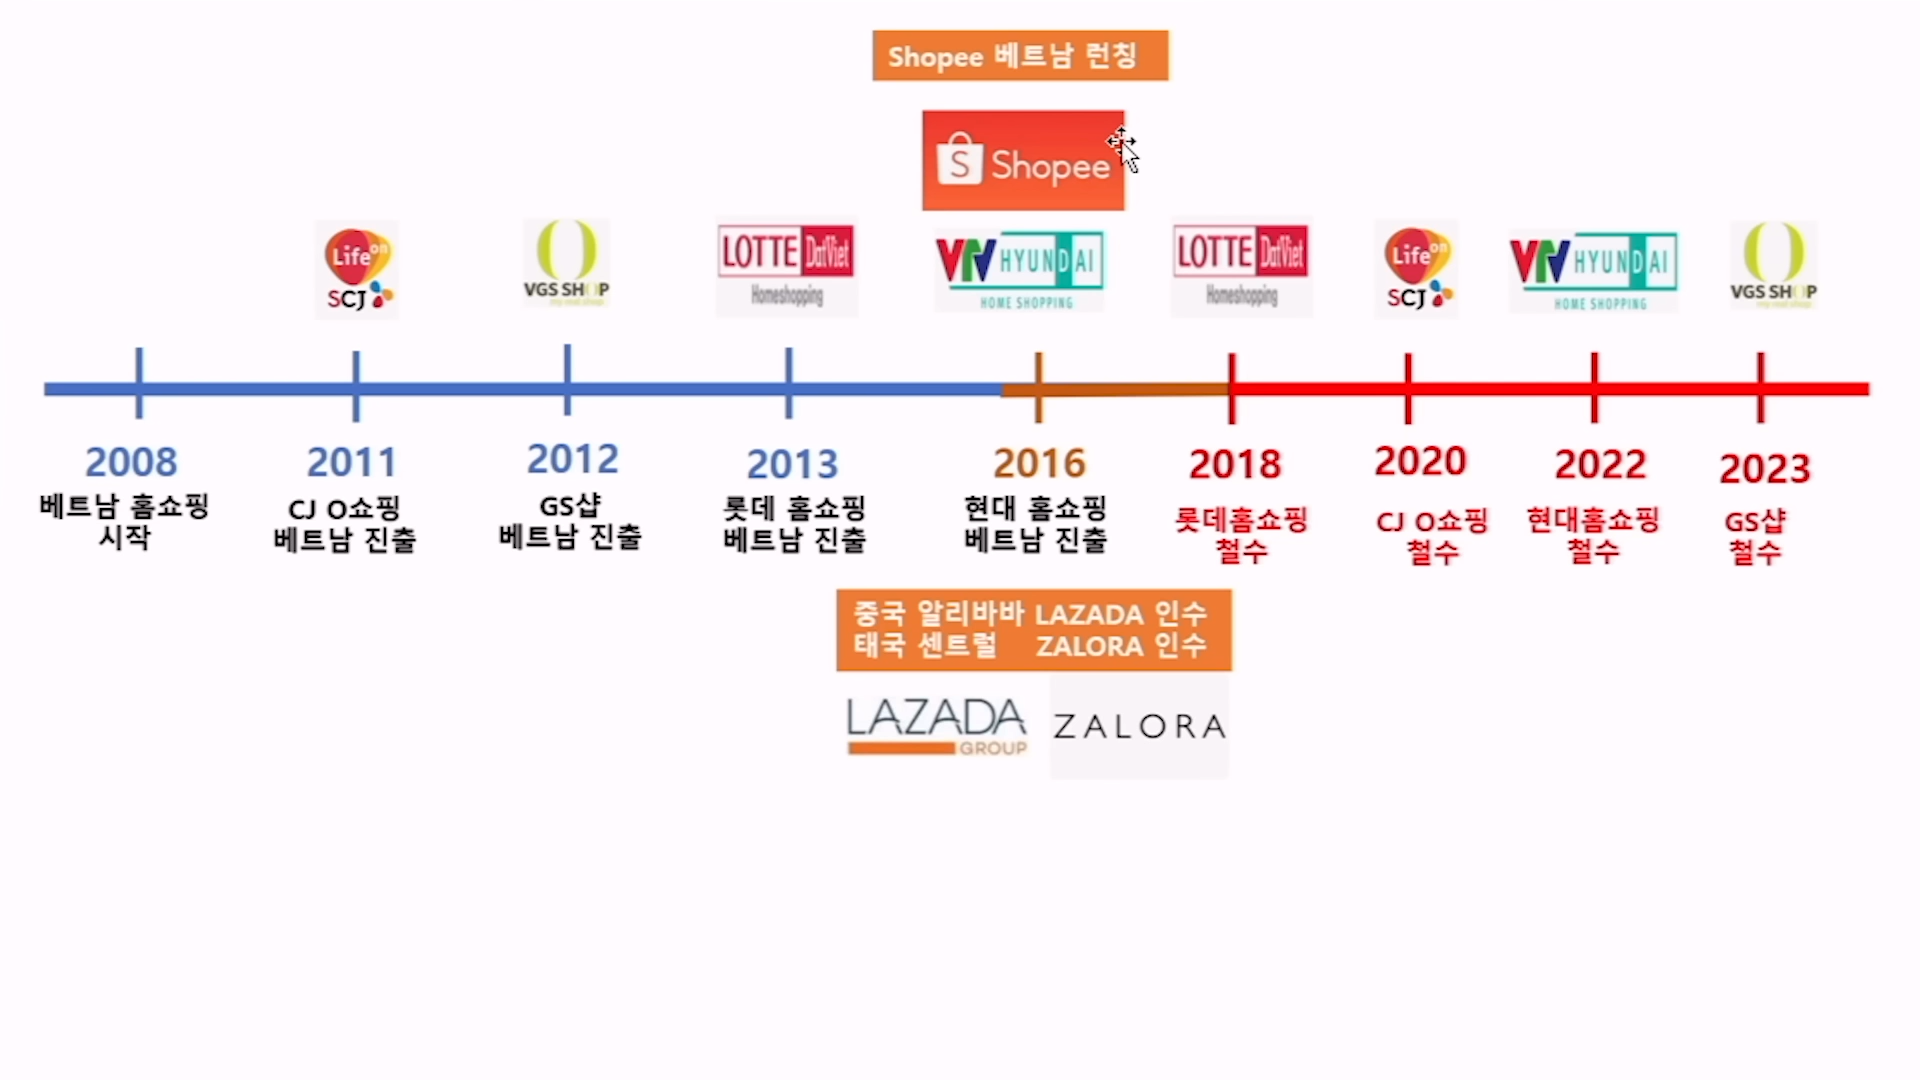 Shopee 베트남 런칭
S Shopee
Life on
SCJ
VGS SHOP
LOTTE DatViet
Homeshopping
VTV HYUNDAI
HOME SHOPPING
LOTTE DatViet
Homeshopping
Life on
SCJ
VTV HYUNDAI
HOME SHOPPING
VGS SHOP
2008
베트남 홈쇼핑
시작
2011
CJ O쇼핑
베트남 진출
2012
GS샵
베트남 진출
2013
롯데 홈쇼핑
베트남 진출
2016
현대 홈쇼핑
베트남 진출
2018
롯데홈쇼핑
철수
2020
CJ O쇼핑
철수
2022
현대홈쇼핑
철수
2023
GS샵
철수
중국 알리바바 LAZADA 인수
태국 센트럴 ZALORA 인수
LAZADA
GROUP
ZALORA